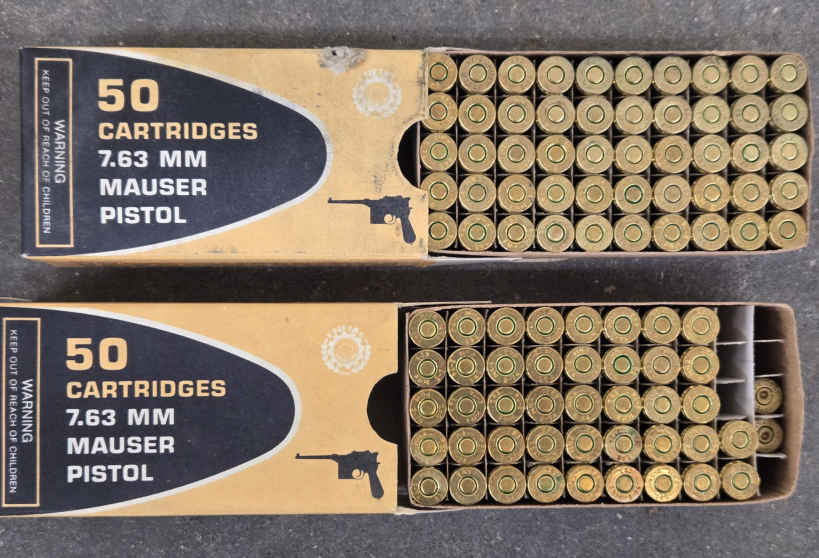 WARNING
KEEP OUT OF REACH OF CHILDREN
50
CARTRIDGES
7.63 MM
MAUSER
PISTOL
WARNING
KEEP OUT OF REACH OF CHILDREN
50
CARTRIDGES
7.63 MM
MAUSER
PISTOL